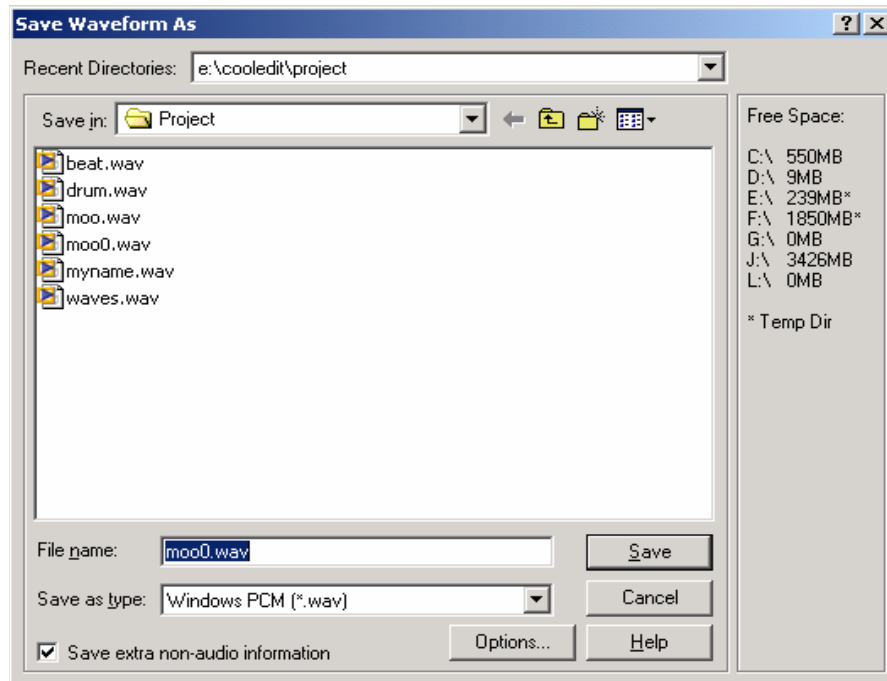 Save Waveform As
Recent Directories: e:\cooledit\project
Save in: Project
beat.wav
drum.wav
moo.wav
moo0.wav
myname.wav
waves.wav
File name: moo0.wav
Save
Save as type: Windows PCM (*.wav)
Cancel
Save extra non-audio information
Options...
Help
Free Space:
C:\ 550MB
D:\ 9MB
E:\ 239MB*
F:\ 1850MB*
G:\ 0MB
J:\ 3426MB
L:\ 0MB
* Temp Dir